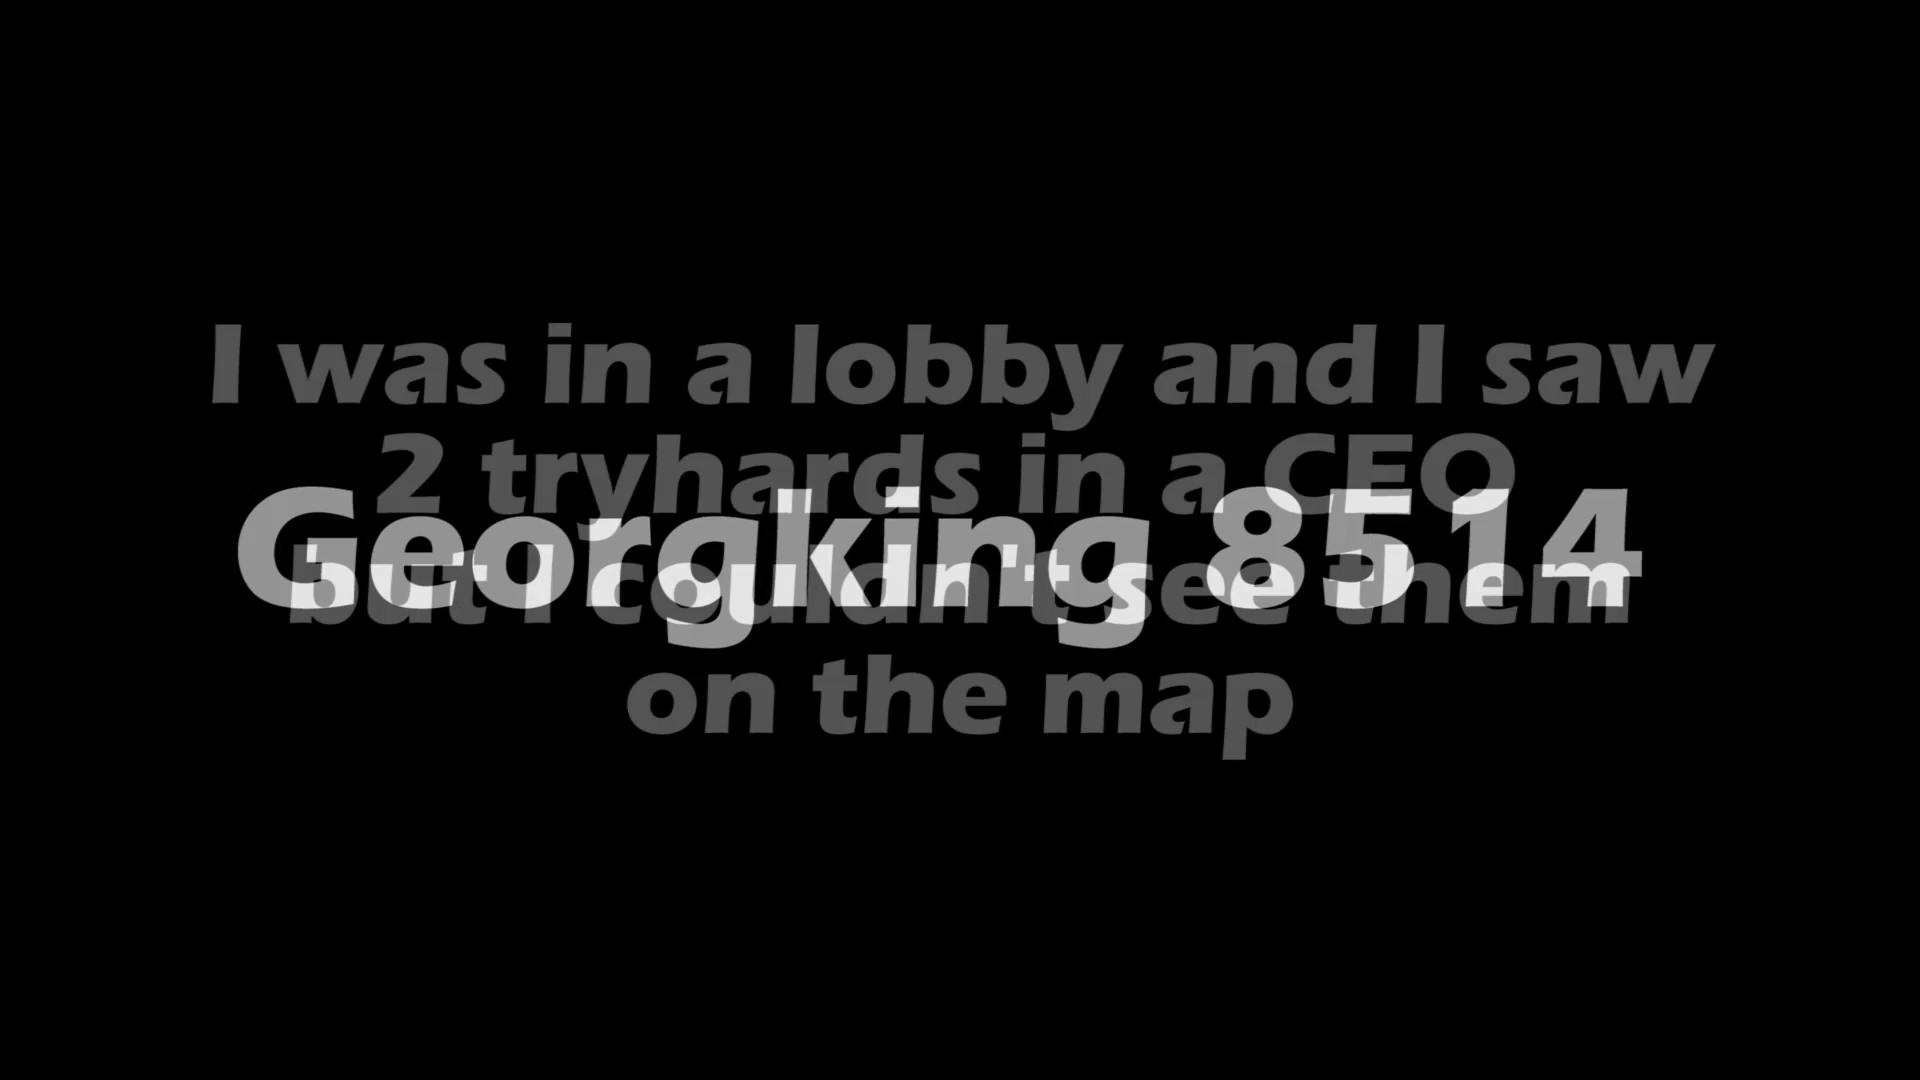 I was in a lobby and I saw
2 tryhards in a CEO
Georgking 8514
but I couldn't see them
on the map